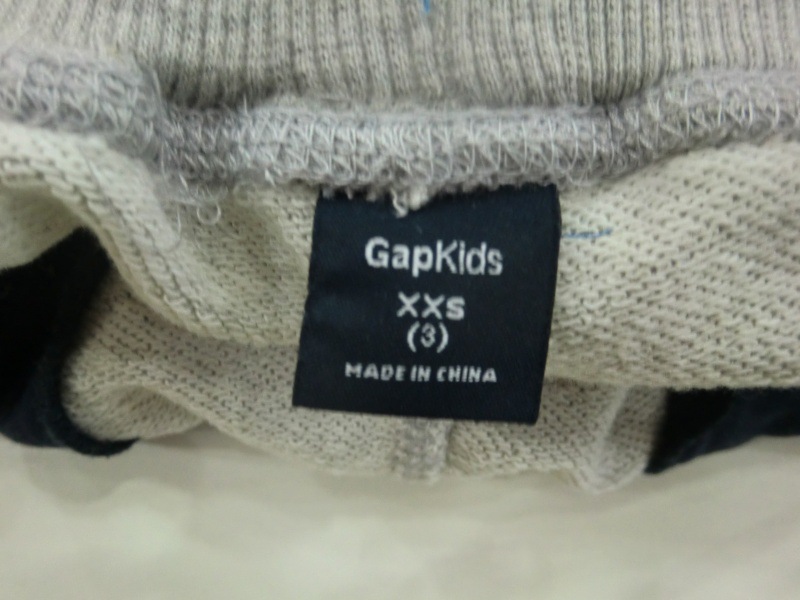 GapKids
XXS
(3)
MADE IN CHINA